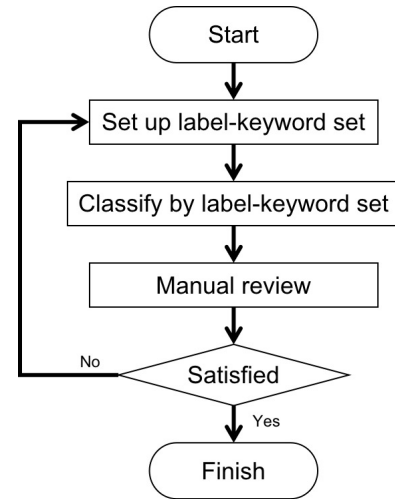 Start
Set up label-keyword set
Classify by label-keyword set
Manual review
No
Satisfied
Yes
Finish